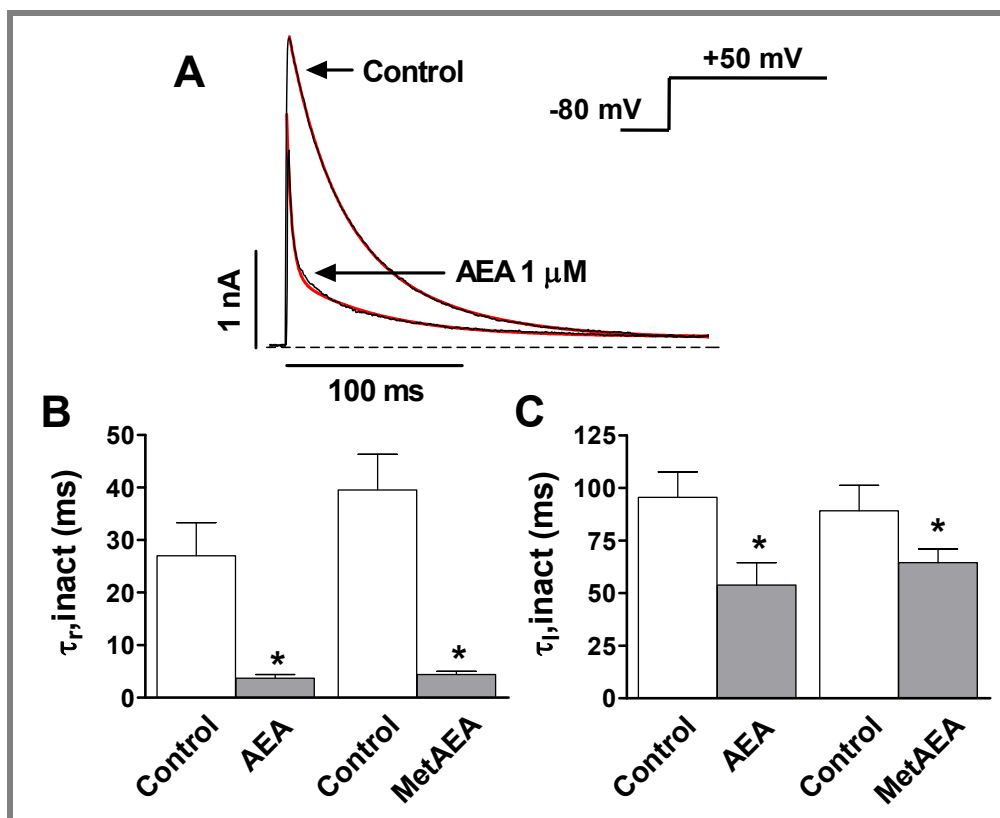 A
Control
+50 mV
-80 mV
AEA 1 μM
1 nA
100 ms
B
τr,inact (ms)
50
40
30
20
10
0
Control
AEA
*
Control
MetAEA
*
C
τl,inact (ms)
125
100
75
50
25
0
Control
AEA
*
Control
MetAEA
*